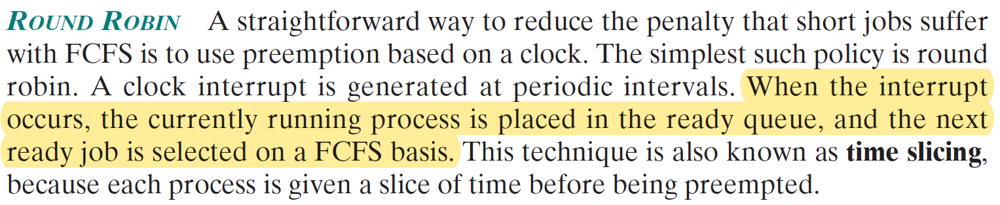 ROUND ROBIN A straightforward way to reduce the penalty that short jobs suffer
with FCFS is to use preemption based on a clock. The simplest such policy is round
robin. A clock interrupt is generated at periodic intervals. When the interrupt
occurs, the currently running process is placed in the ready queue, and the next
ready job is selected on a FCFS basis. This technique is also known as time slicing,
because each process is given a slice of time before being preempted.